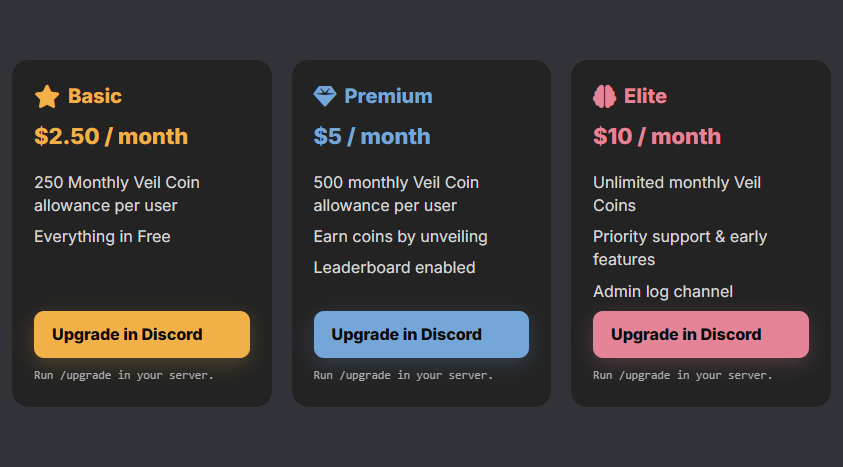 Basic
$2.50 / month
250 Monthly Veil Coin
allowance per user
Everything in Free
Upgrade in Discord
Run /upgrade in your server.
Premium
$5 / month
500 monthly Veil Coin
allowance per user
Earn coins by unveiling
Leaderboard enabled
Upgrade in Discord
Run /upgrade in your server.
Elite
$10 / month
Unlimited monthly Veil
Coins
Priority support & early
features
Admin log channel
Upgrade in Discord
Run /upgrade in your server.